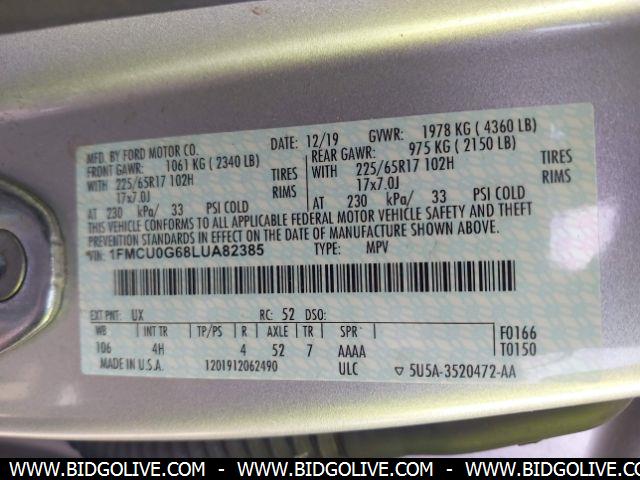 MFD. BY FORD MOTOR CO.
DATE: 12/19 GVWR: 1978 KG ( 4360 LB)
FRONT GAWR: 1061 KG ( 2340 LB) REAR GAWR: 975 KG ( 2150 LB)
WITH 225/65R17 102H TIRES WITH 225/65R17 102H TIRES
17x7.0J RIMS 17x7.0J RIMS
AT 230 kPa/ 33 PSI COLD AT 230 kPa/ 33 PSI COLD
THIS VEHICLE CONFORMS TO ALL APPLICABLE FEDERAL MOTOR VEHICLE SAFETY AND THEFT
PREVENTION STANDARDS IN EFFECT ON THE DATE OF MANUFACTURE SHOWN ABOVE.
VIN: 1FMCU0G68LUA82385 TYPE: MPV
EXT PNT: UX RC: 52 DSO:
WB INT TR TP/PS R AXLE TR SPR F0166
106 4H 4 52 7 AAAA T0150
MADE IN U.S.A. 1201912062490 ULC 5U5A-3520472-AA
WWW.BIDGOLIVE.COM - WWW.BIDGOLIVE.COM - WWW.BIDGOLIVE.COM